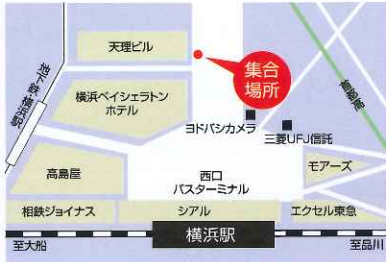 天理ビル
集合
場所
地下鉄・横浜駅
首都高
横浜ベイシェラトン
ホテル
ヨドバシカメラ
三菱UFJ信託
高島屋
西口
バスターミナル
モアーズ
相鉄ジョイナス
シアル
エクセル東急
至大船
横浜駅
至品川